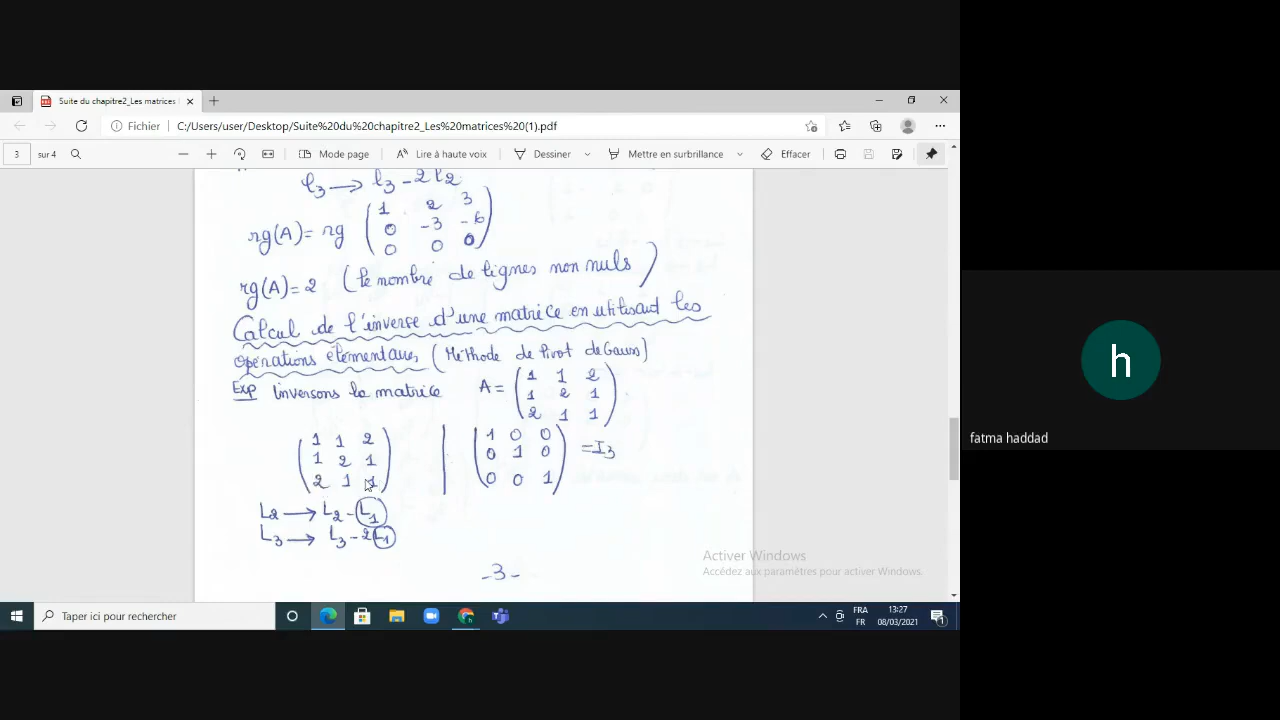 Suite du chapitre2_Les matrices
Fichier C:/Users/user/Desktop/Suite%20du%20chapitre2_Les%20matrices%20(1).pdf
3 sur 4 Mode page Lire à haute voix Dessiner Mettre en surbrillance Effacer
l3 → l3 - 2 l2
rg(A) = rg
1 2 3
0 -3 -6
0 0 0
rg(A) = 2 (le nombre de lignes non nuls)
Calcul de l'inverse d'une matrice en utilisant les
opérations élémentaires (Méthode de Pivot de Gauss)
Exp inversons la matrice A =
1 1 2
1 2 1
2 1 1
1 1 2 | 1 0 0
1 2 1 | 0 1 0 = I3
2 1 1 | 0 0 1
L2 → L2 - L1
L3 → L3 - 2L1
-3-
Activer Windows
Accédez aux paramètres pour activer Windows.
h
fatma haddad
Taper ici pour rechercher
FRA
FR
13:27
08/03/2021
1